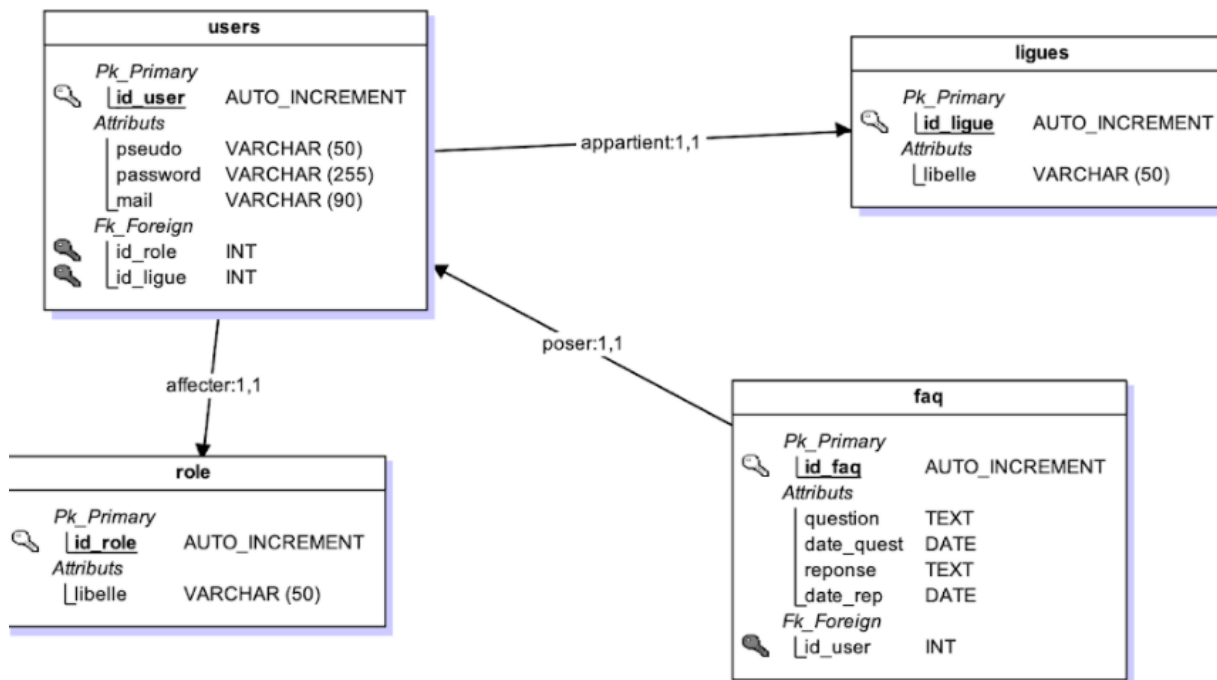 users
Pk_Primary
id_user AUTO_INCREMENT
Attributs
pseudo VARCHAR (50)
password VARCHAR (255)
mail VARCHAR (90)
Fk_Foreign
id_role INT
id_ligue INT
appartient:1,1
ligues
Pk_Primary
id_ligue AUTO_INCREMENT
Attributs
libelle VARCHAR (50)
poser:1,1
affecter:1,1
role
Pk_Primary
id_role AUTO_INCREMENT
Attributs
libelle VARCHAR (50)
faq
Pk_Primary
id_faq AUTO_INCREMENT
Attributs
question TEXT
date_quest DATE
reponse TEXT
date_rep DATE
Fk_Foreign
id_user INT